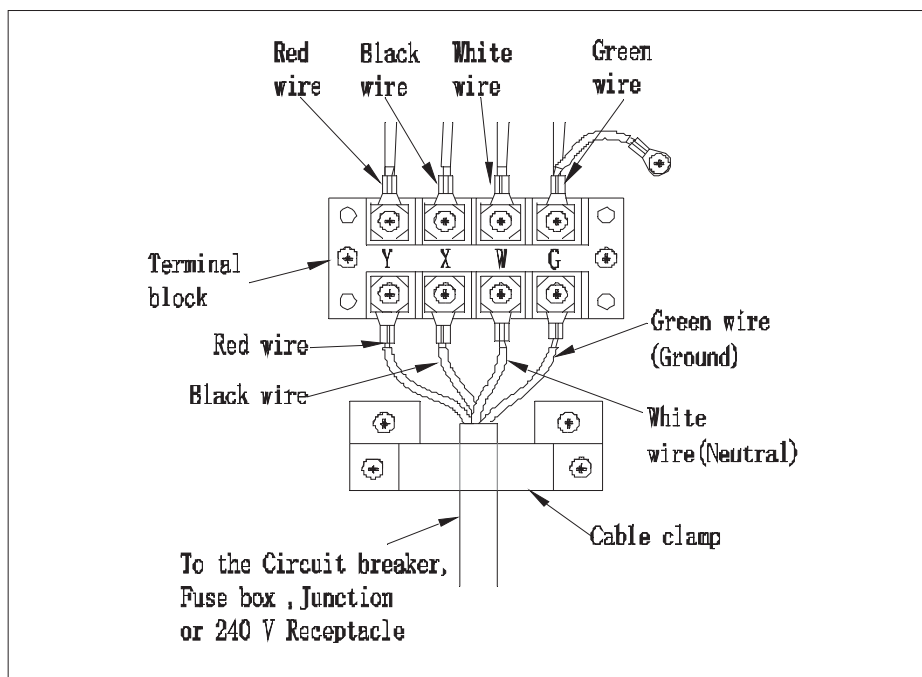 Red
wire
Black
wire
White
wire
Green
wire
Y X W G
Terminal
block
Red wire
Green wire
(Ground)
Black wire
White
wire(Neutral)
Cable clamp
To the Circuit breaker,
Fuse box , Junction
or 240 V Receptacle